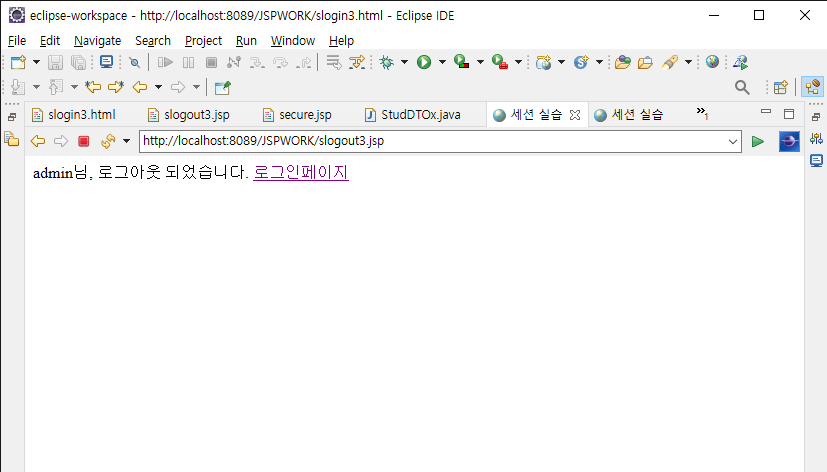 eclipse-workspace - http://localhost:8089/JSPWORK/slogin3.html - Eclipse IDE
File Edit Navigate Search Project Run Window Help
slogin3.html slogout3.jsp secure.jsp StudDTOx.java 세션 실습 세션 실습 »1
http://localhost:8089/JSPWORK/slogout3.jsp
admin님, 로그아웃 되었습니다. 로그인페이지